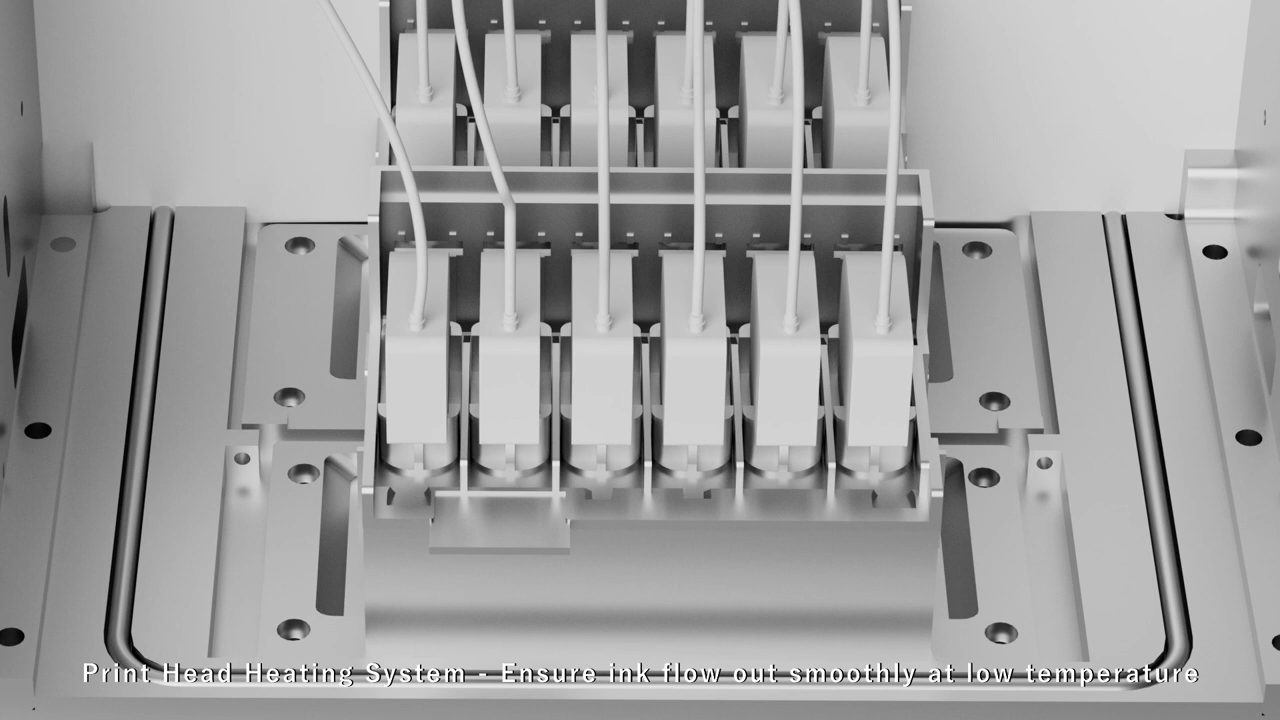 Print Head Heating System - Ensure ink flow out smoothly at low temperature